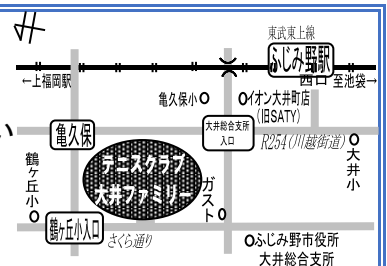 東武東上線
ふじみ野駅
←上福岡駅
西口 至池袋→
亀久保小
イオン大井町店
(旧SATY)
い
亀久保
大井総合支所
入口
R254(川越街道)
大井小
鶴ヶ丘小
テニスクラブ
大井ファミリー
ガスト
鶴ヶ丘小入口
さくら通り
ふじみ野市役所
大井総合支所